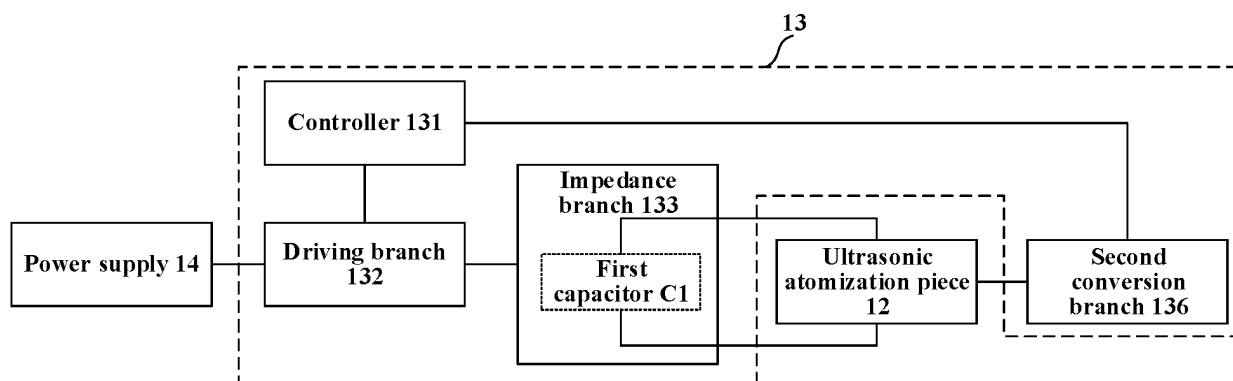 13
Controller 131
Impedance
branch 133
Power supply 14
Driving branch
132
First
capacitor C1
Ultrasonic
atomization piece
12
Second
conversion
branch 136